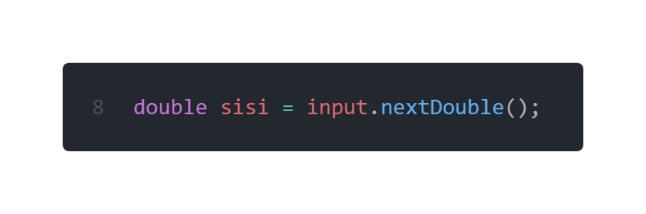 8 double sisi = input.nextDouble();